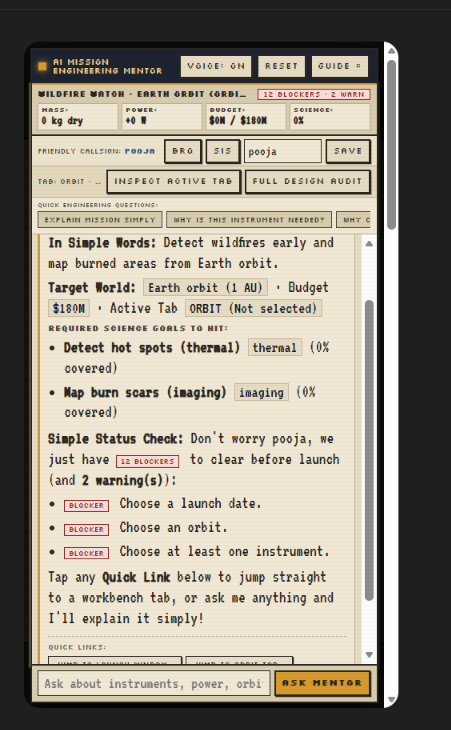 AI MISSION
ENGINEERING MENTOR
VOICE: ON
RESET
GUIDE
WILDFIRE WATCH - EARTH ORBIT (ORBI...
12 BLOCKERS · 2 WARN
MASS:
0 kg dry
POWER:
+0 W
BUDGET:
$0M / $180M
SCIENCE:
0%
FRIENDLY CALLSIGN: POOJA
BRO
SIS
pooja
SAVE
TAB: ORBIT - ...
INSPECT ACTIVE TAB
FULL DESIGN AUDIT
QUICK ENGINEERING QUESTIONS:
EXPLAIN MISSION SIMPLY
WHY IS THIS INSTRUMENT NEEDED?
WHY
In Simple Words: Detect wildfires early and
map burned areas from Earth orbit.
Target World: Earth orbit (1 AU) · Budget
$180M · Active Tab ORBIT (Not selected)
REQUIRED SCIENCE GOALS TO HIT:
• Detect hot spots (thermal) thermal (0%
covered)
• Map burn scars (imaging) imaging (0%
covered)
Simple Status Check: Don't worry pooja, we
just have 12 BLOCKERS to clear before launch
(and 2 warning(s)):
• BLOCKER Choose a launch date.
• BLOCKER Choose an orbit.
• BLOCKER Choose at least one instrument.
Tap any Quick Link below to jump straight
to a workbench tab, or ask me anything and
I'll explain it simply!
QUICK LINKS:
Ask about instruments, power, orbi
ASK MENTOR